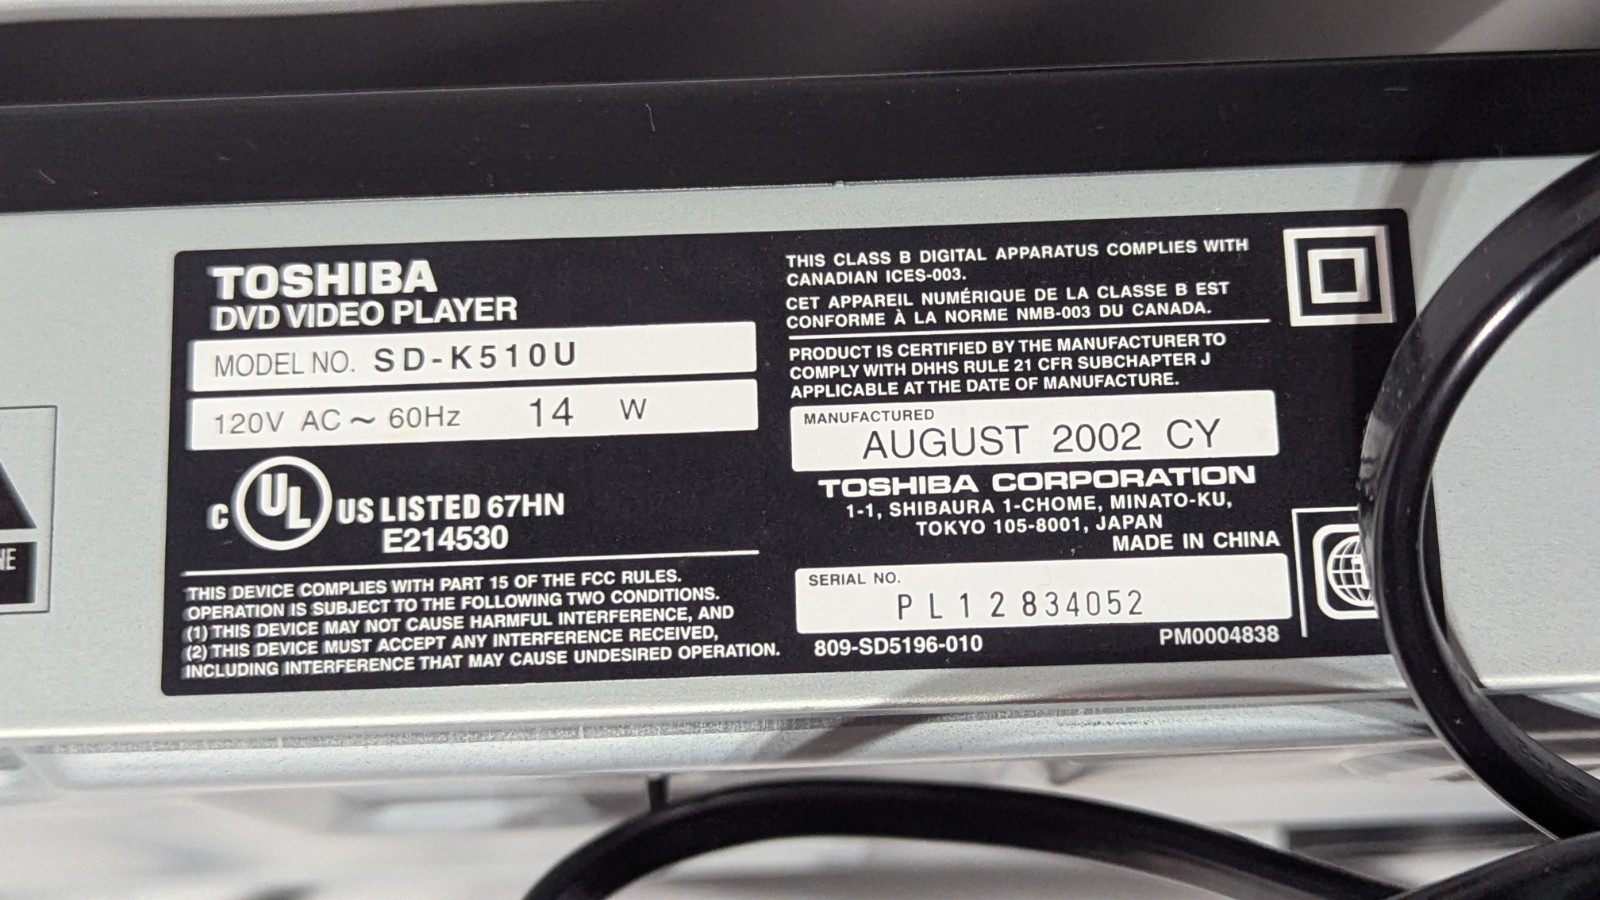 TOSHIBA
DVD VIDEO PLAYER
MODEL NO. SD-K510U
120V AC ~ 60Hz 14 W
C UL US LISTED 67HN
E214530
THIS DEVICE COMPLIES WITH PART 15 OF THE FCC RULES.
OPERATION IS SUBJECT TO THE FOLLOWING TWO CONDITIONS.
(1) THIS DEVICE MAY NOT CAUSE HARMFUL INTERFERENCE, AND
(2) THIS DEVICE MUST ACCEPT ANY INTERFERENCE RECEIVED,
INCLUDING INTERFERENCE THAT MAY CAUSE UNDESIRED OPERATION.
THIS CLASS B DIGITAL APPARATUS COMPLIES WITH
CANADIAN ICES-003.
CET APPAREIL NUMÉRIQUE DE LA CLASSE B EST
CONFORME À LA NORME NMB-003 DU CANADA.
PRODUCT IS CERTIFIED BY THE MANUFACTURER TO
COMPLY WITH DHHS RULE 21 CFR SUBCHAPTER J
APPLICABLE AT THE DATE OF MANUFACTURE.
MANUFACTURED
AUGUST 2002 CY
TOSHIBA CORPORATION
1-1, SHIBAURA 1-CHOME, MINATO-KU,
TOKYO 105-8001, JAPAN
MADE IN CHINA
SERIAL NO.
PL12834052
809-SD5196-010 PM0004838